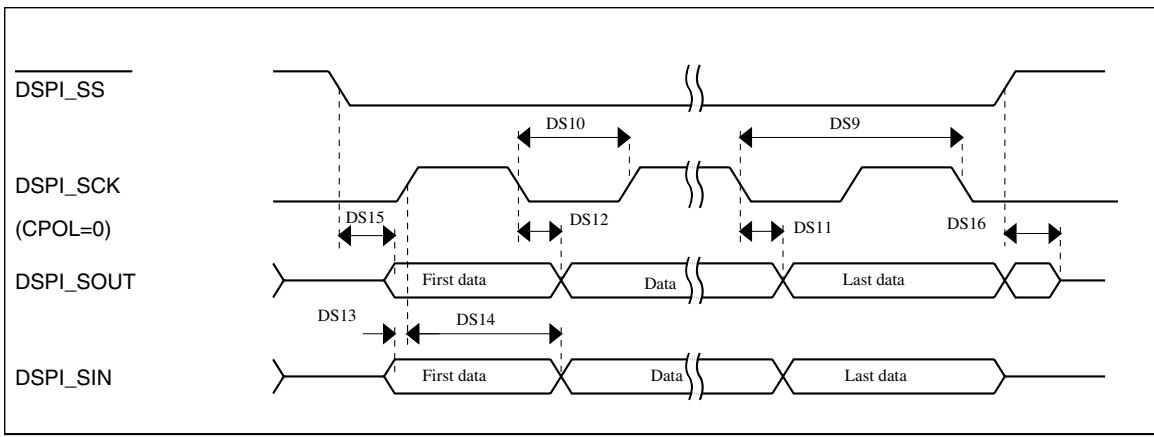 DSPI_SS
DS10
DS9
DSPI_SCK
(CPOL=0)
DS15
DS12
DS11
DS16
DSPI_SOUT
First data
Data
Last data
DS13
DS14
DSPI_SIN
First data
Data
Last data